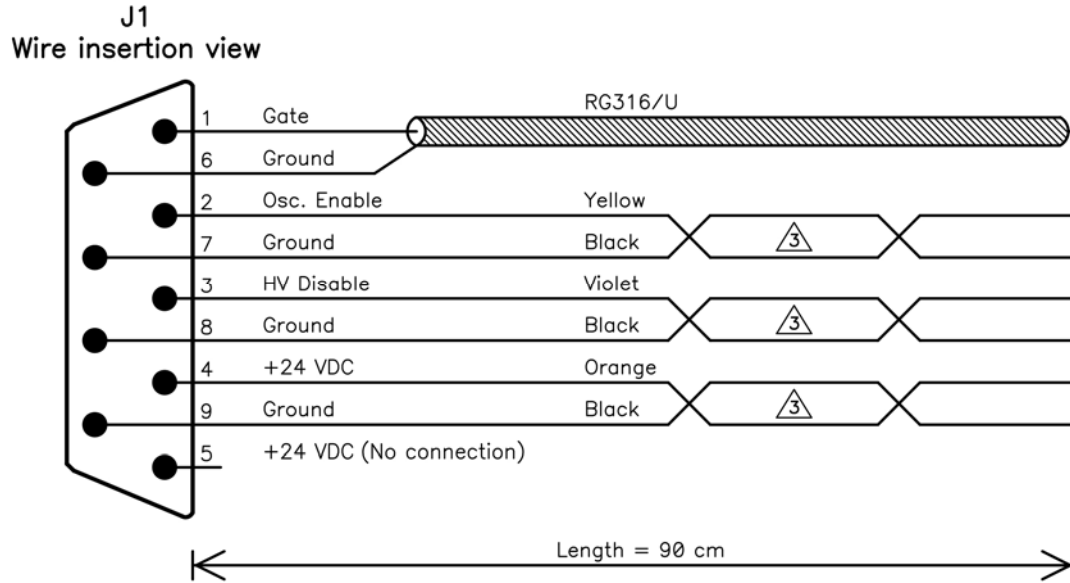 J1
Wire insertion view
1 Gate RG316/U
6 Ground
2 Osc. Enable Yellow
7 Ground Black 3
3 HV Disable Violet
8 Ground Black 3
4 +24 VDC Orange
9 Ground Black 3
5 +24 VDC (No connection)
Length = 90 cm